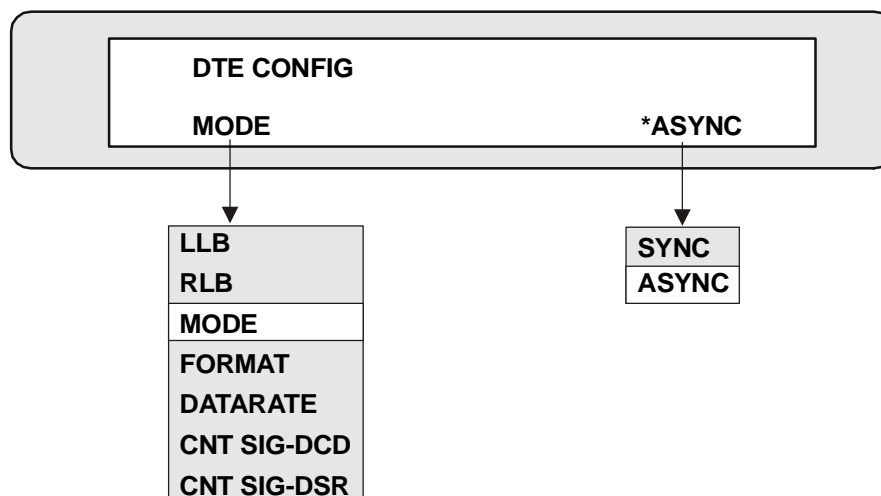 DTE CONFIG
MODE *ASYNC
LLB
RLB
MODE
FORMAT
DATARATE
CNT SIG-DCD
CNT SIG-DSR
SYNC
ASYNC